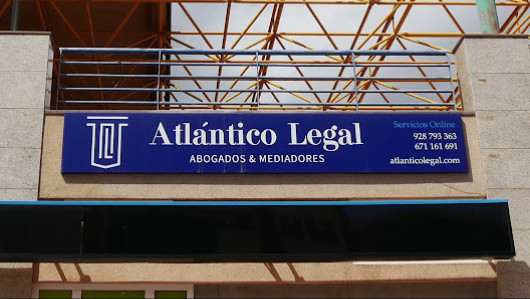 Atlántico Legal
ABOGADOS & MEDIADORES
Servicios Online
928 793 363
671 161 691
atlanticolegal.com